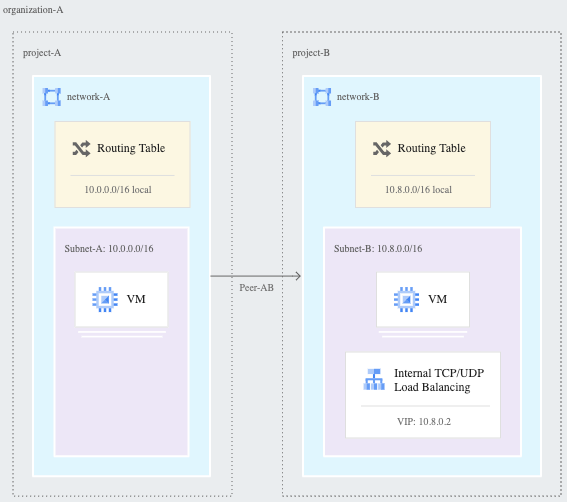 organization-A
project-A
network-A
Routing Table
10.0.0.0/16 local
Subnet-A: 10.0.0.0/16
VM
Peer-AB
project-B
network-B
Routing Table
10.8.0.0/16 local
Subnet-B: 10.8.0.0/16
VM
Internal TCP/UDP
Load Balancing
VIP: 10.8.0.2